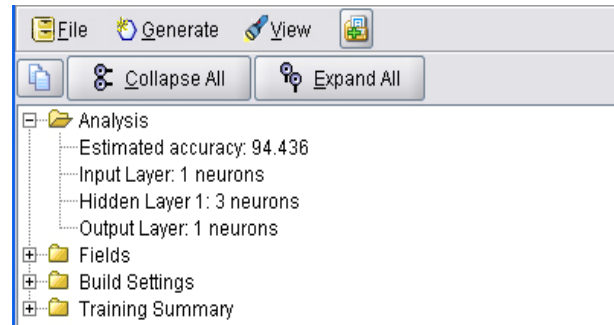 File Generate View
Collapse All Expand All
Analysis
Estimated accuracy: 94.436
Input Layer: 1 neurons
Hidden Layer 1: 3 neurons
Output Layer: 1 neurons
Fields
Build Settings
Training Summary